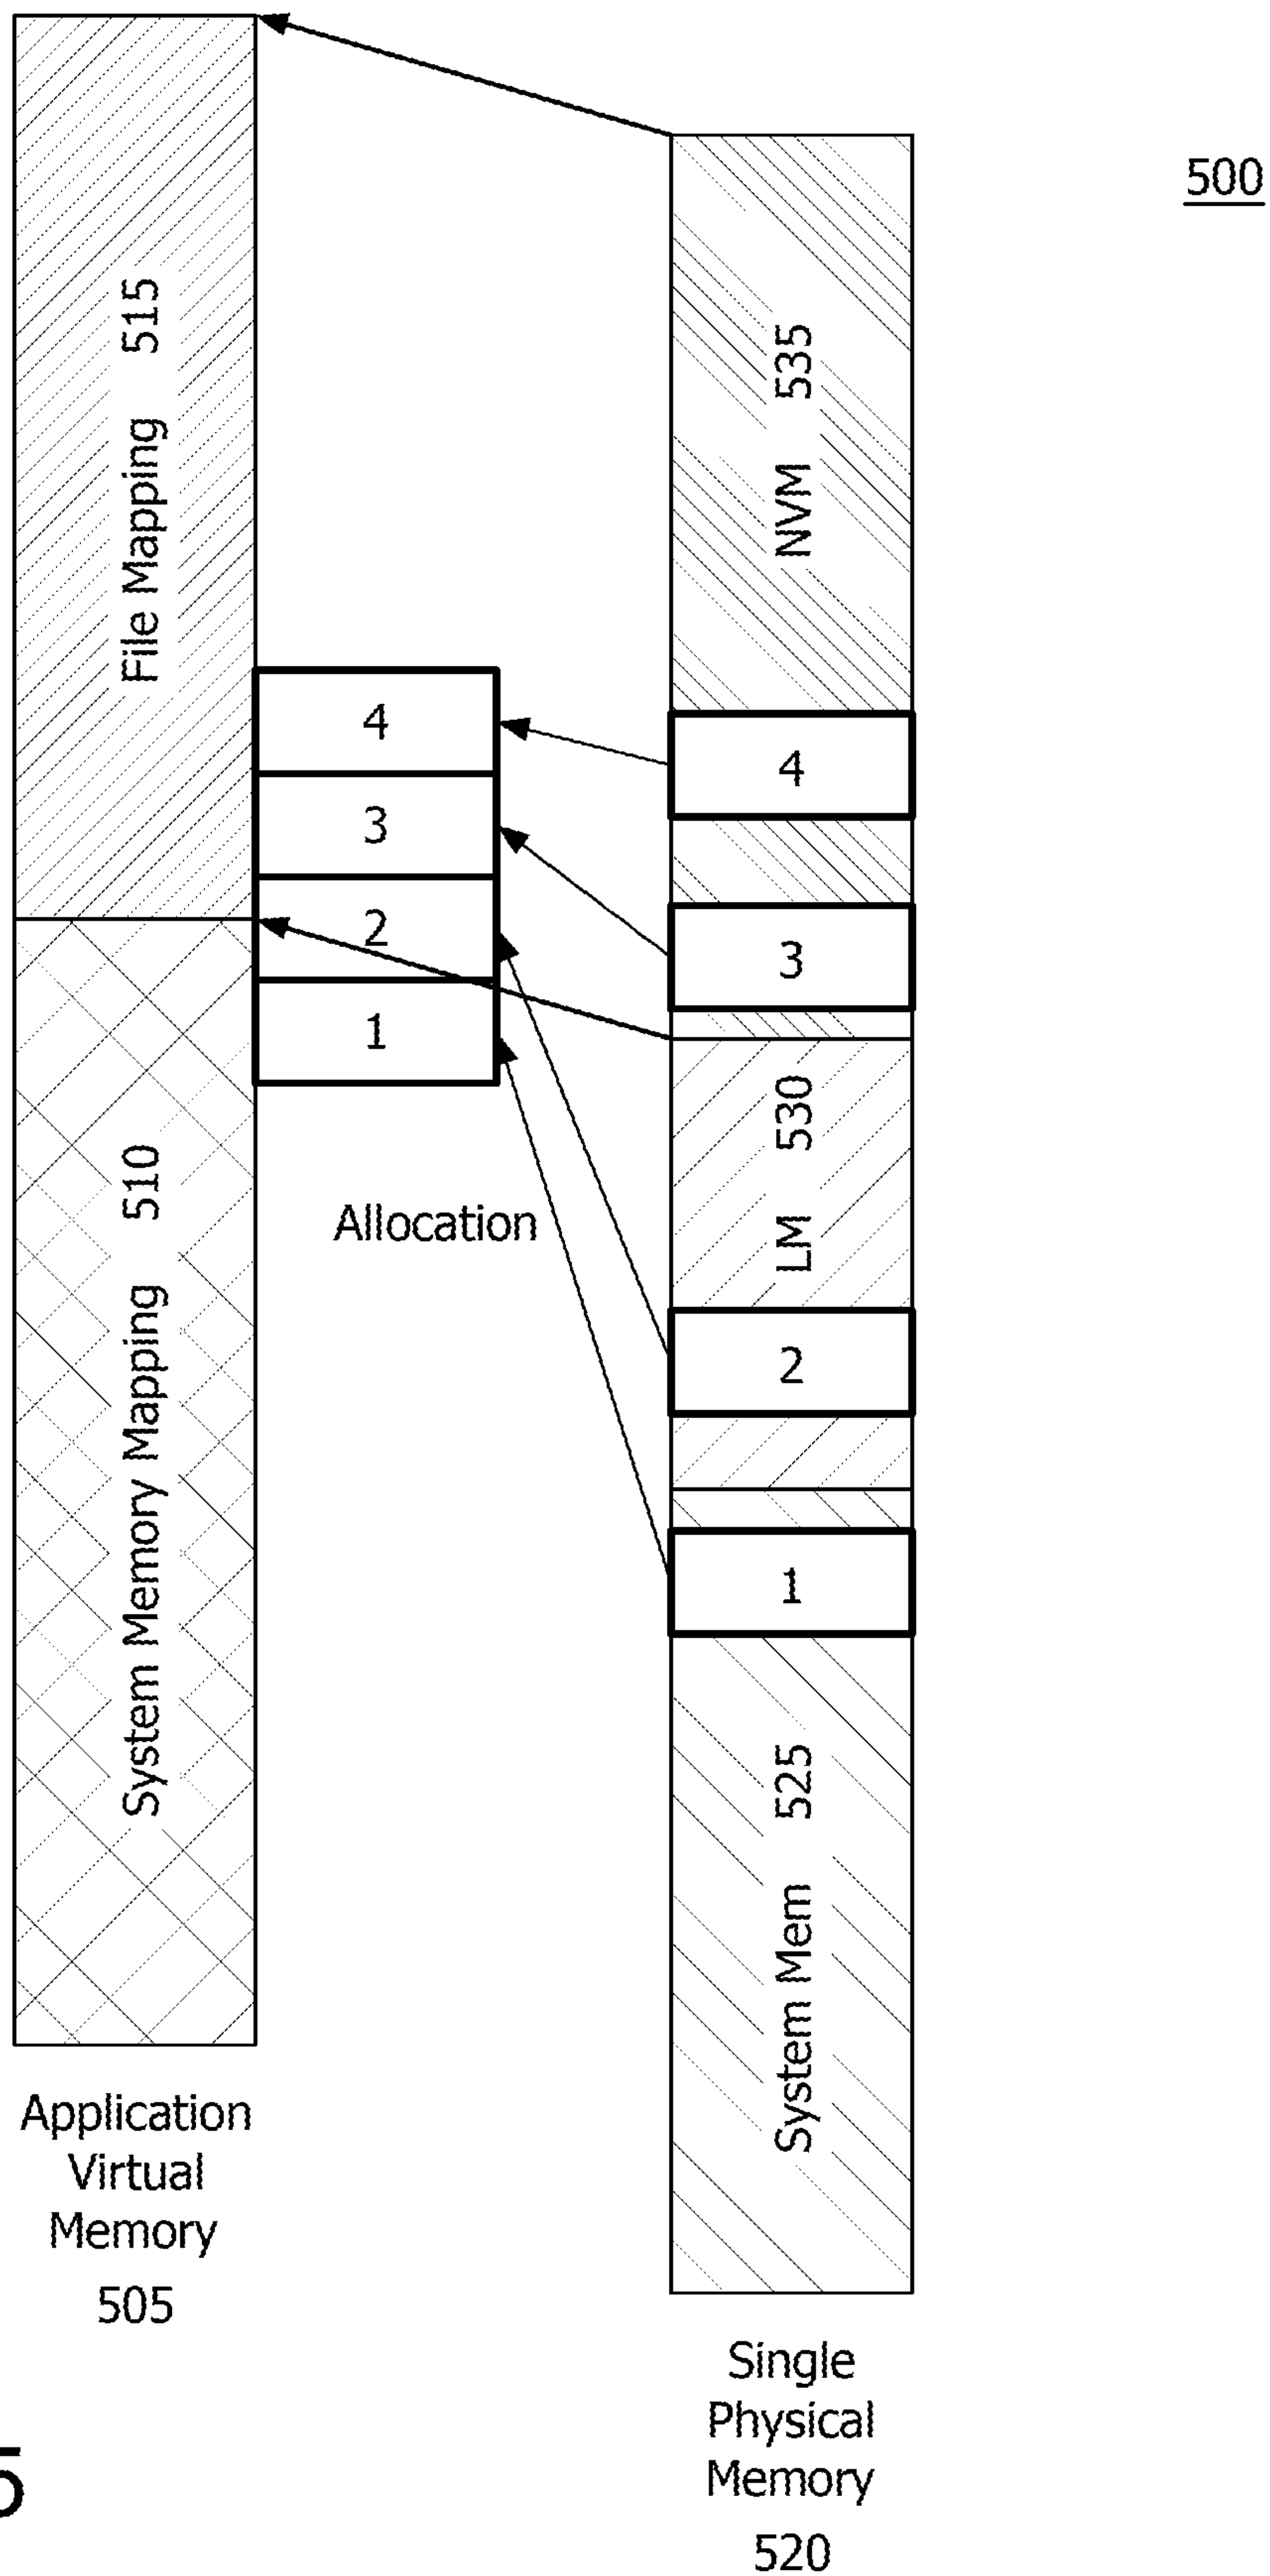 500
File Mapping 515
System Memory Mapping 510
4
3
2
1
Allocation
NVM 535
4
3
LM 530
2
1
System Mem 525
Application
Virtual
Memory
505
Single
Physical
Memory
520
5